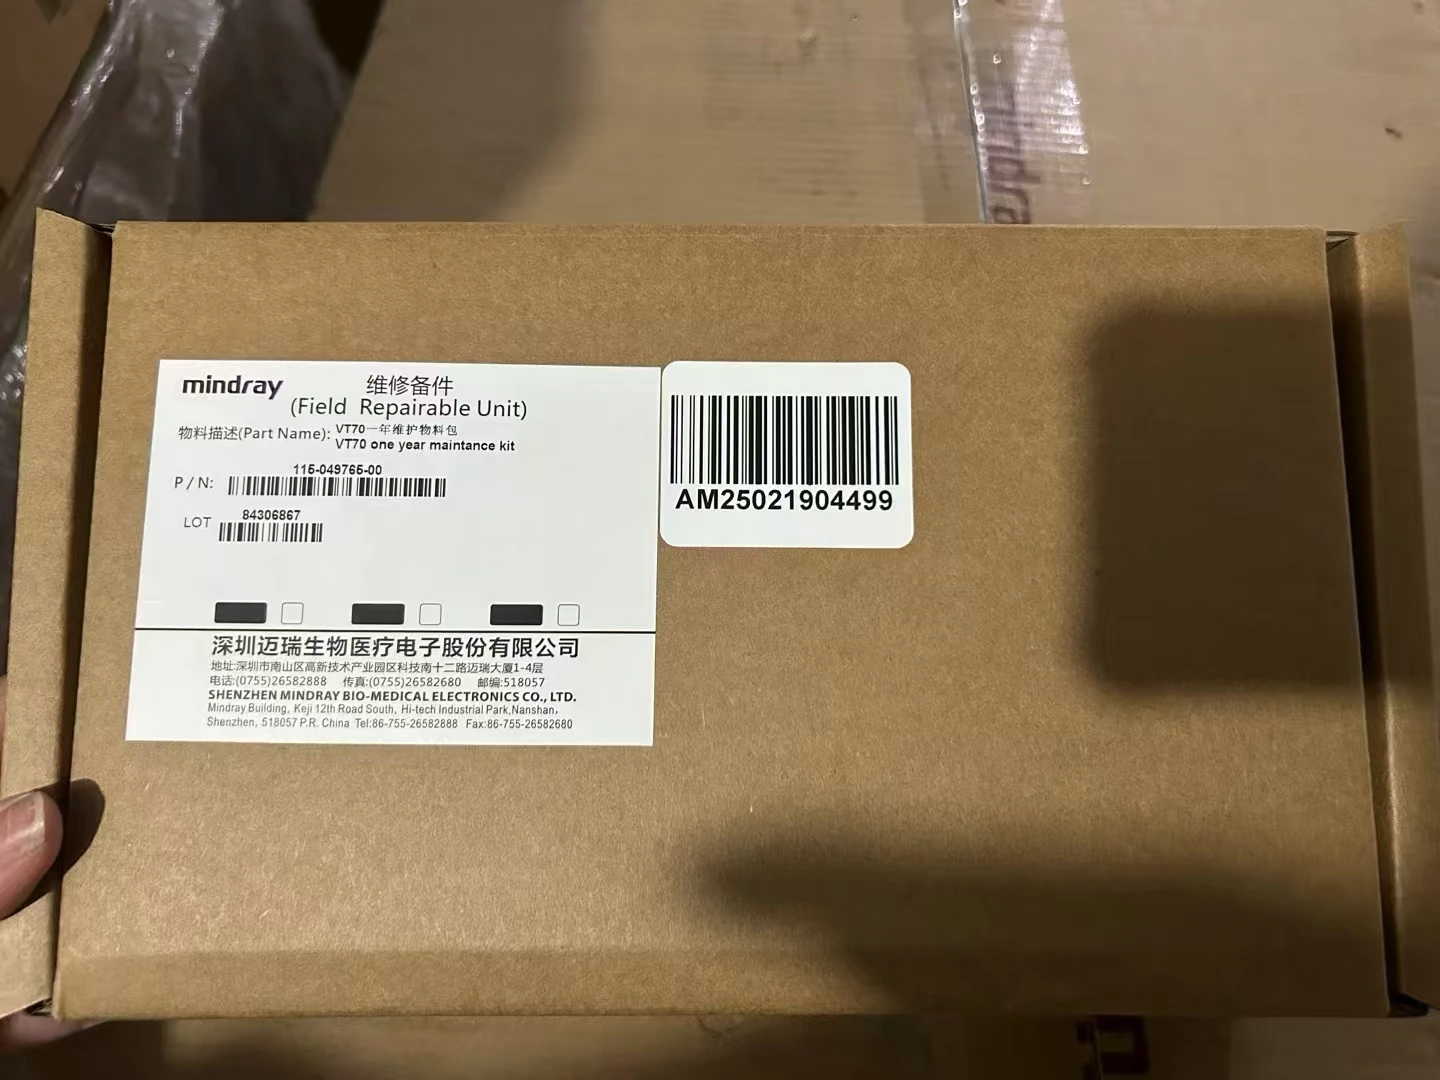 mindray
维修备件
(Field Repairable Unit)
物料描述(Part Name): VT70一年维护物料包
VT70 one year maintance kit
115-049765-00
P / N:
84306867
LOT
深圳迈瑞生物医疗电子股份有限公司
地址:深圳市南山区高新技术产业园区科技南十二路迈瑞大厦1-4层
电话:(0755)26582888 传真:(0755)26582680 邮编:518057
SHENZHEN MINDRAY BIO-MEDICAL ELECTRONICS CO., LTD.
Mindray Building, Keji 12th Road South, Hi-tech Industrial Park,Nanshan,
Shenzhen, 518057 P.R. China Tel:86-755-26582888 Fax:86-755-26582680
AM25021904499